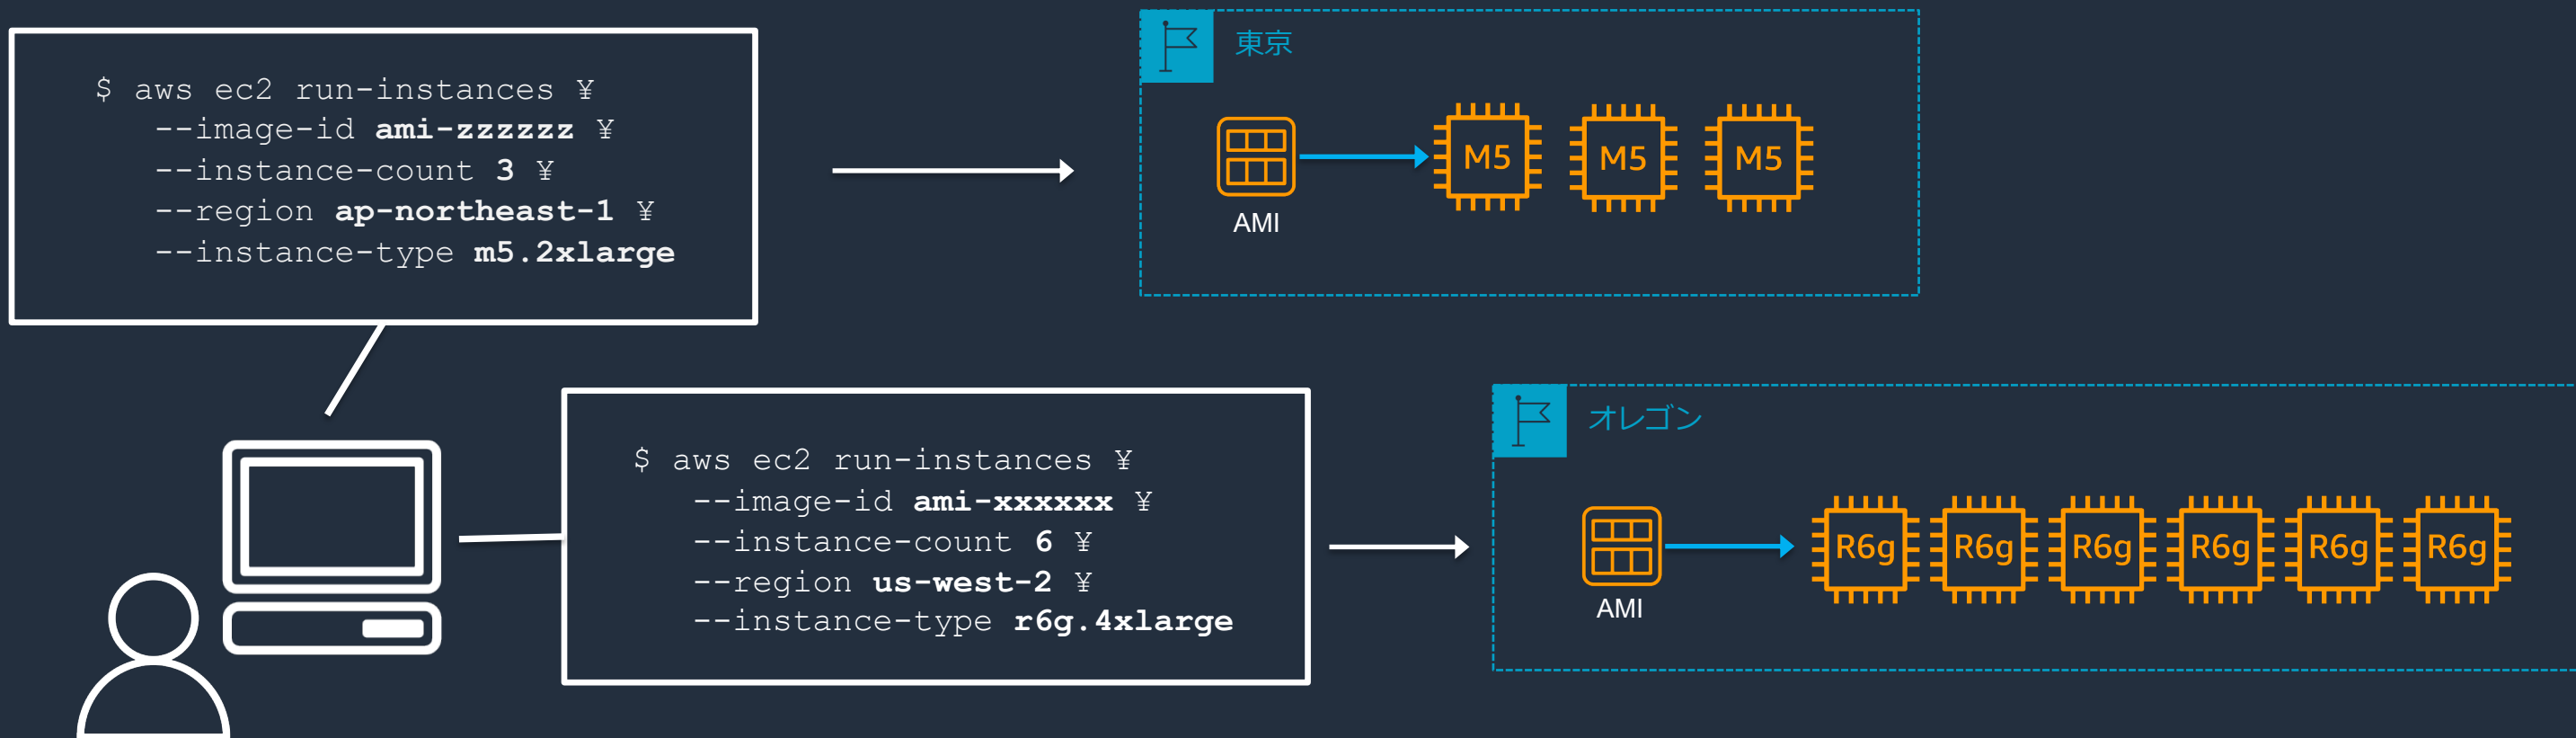 $ aws ec2 run-instances ¥
--image-id ami-zzzzzz ¥
--instance-count 3 ¥
--region ap-northeast-1 ¥
--instance-type m5.2xlarge
東京
AMI
M5
M5
M5
$ aws ec2 run-instances ¥
--image-id ami-xxxxxx ¥
--instance-count 6 ¥
--region us-west-2 ¥
--instance-type r6g.4xlarge
オレゴン
AMI
R6g
R6g
R6g
R6g
R6g
R6g